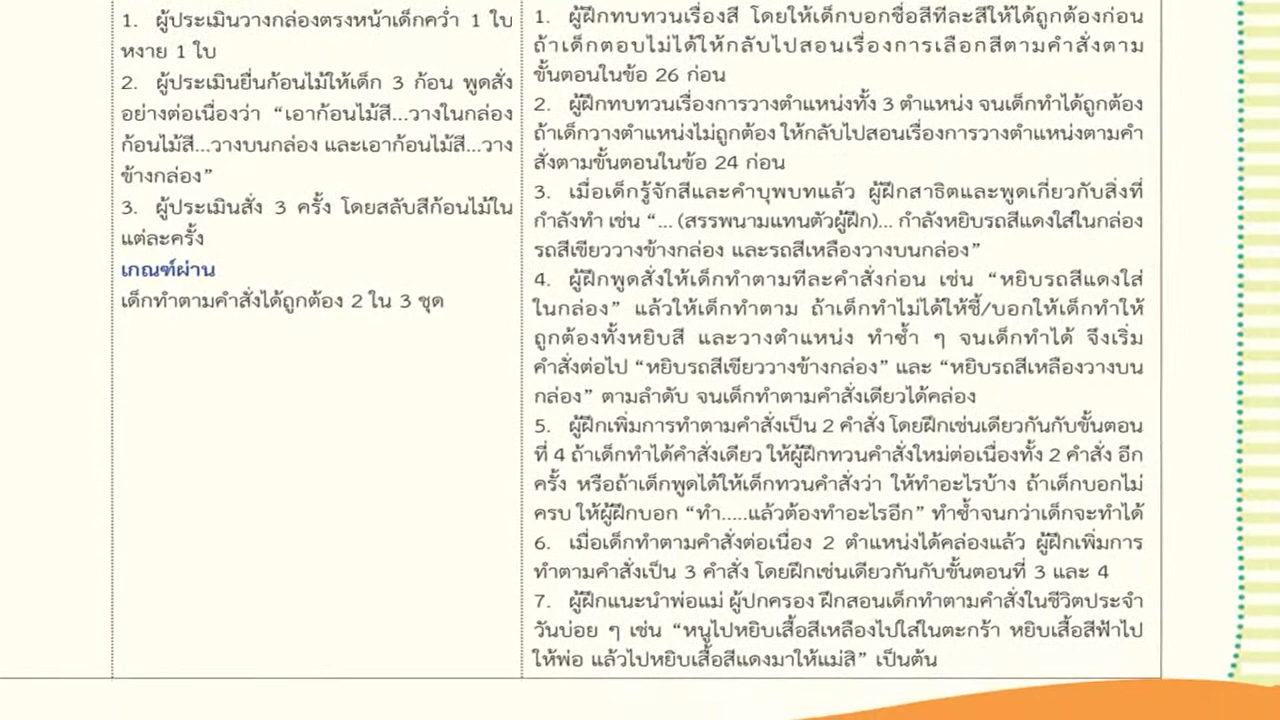 1. ผู้ประเมินวางกล่องตรงหน้าเด็กคว่ำ 1 ใบ
หงาย 1 ใบ
2. ผู้ประเมินยื่นก้อนไม้ให้เด็ก 3 ก้อน พูดสั่ง
อย่างต่อเนื่องว่า “เอาก้อนไม้สี...วางในกล่อง
ก้อนไม้สี...วางบนกล่อง และเอาก้อนไม้สี...วาง
ข้างกล่อง”
3. ผู้ประเมินสั่ง 3 ครั้ง โดยสลับสีก้อนไม้ใน
แต่ละครั้ง
เกณฑ์ผ่าน
เด็กทำตามคำสั่งได้ถูกต้อง 2 ใน 3 ชุด
1. ผู้ฝึกทบทวนเรื่องสี โดยให้เด็กบอกชื่อสีทีละสีให้ได้ถูกต้องก่อน
ถ้าเด็กตอบไม่ได้ให้กลับไปสอนเรื่องการเลือกสีตามคำสั่งตาม
ขั้นตอนในข้อ 26 ก่อน
2. ผู้ฝึกทบทวนเรื่องการวางตำแหน่งทั้ง 3 ตำแหน่ง จนเด็กทำได้ถูกต้อง
ถ้าเด็กวางตำแหน่งไม่ถูกต้อง ให้กลับไปสอนเรื่องการวางตำแหน่งตามคำ
สั่งตามขั้นตอนในข้อ 24 ก่อน
3. เมื่อเด็กรู้จักสีและคำบุพบทแล้ว ผู้ฝึกสาธิตและพูดเกี่ยวกับสิ่งที่
กำลังทำ เช่น “... (สรรพนามแทนตัวผู้ฝึก)... กำลังหยิบรถสีแดงใส่ในกล่อง
รถสีเขียววางข้างกล่อง และรถสีเหลืองวางบนกล่อง”
4. ผู้ฝึกพูดสั่งให้เด็กทำตามทีละคำสั่งก่อน เช่น “หยิบรถสีแดงใส่
ในกล่อง” แล้วให้เด็กทำตาม ถ้าเด็กทำไม่ได้ให้ชี้/บอกให้เด็กทำให้
ถูกต้องทั้งหยิบสี และวางตำแหน่ง ทำซ้ำ ๆ จนเด็กทำได้ จึงเริ่ม
คำสั่งต่อไป “หยิบรถสีเขียววางข้างกล่อง” และ “หยิบรถสีเหลืองวางบน
กล่อง” ตามลำดับ จนเด็กทำตามคำสั่งเดียวได้คล่อง
5. ผู้ฝึกเพิ่มการทำตามคำสั่งเป็น 2 คำสั่ง โดยฝึกเช่นเดียวกันกับขั้นตอน
ที่ 4 ถ้าเด็กทำได้คำสั่งเดียว ให้ผู้ฝึกทวนคำสั่งใหม่ต่อเนื่องทั้ง 2 คำสั่ง อีก
ครั้ง หรือถ้าเด็กพูดได้ให้เด็กทวนคำสั่งว่า ให้ทำอะไรบ้าง ถ้าเด็กบอกไม่
ครบ ให้ผู้ฝึกบอก “ทำ.....แล้วต้องทำอะไรอีก” ทำซ้ำจนกว่าเด็กจะทำได้
6. เมื่อเด็กทำตามคำสั่งต่อเนื่อง 2 ตำแหน่งได้คล่องแล้ว ผู้ฝึกเพิ่มการ
ทำตามคำสั่งเป็น 3 คำสั่ง โดยฝึกเช่นเดียวกันกับขั้นตอนที่ 3 และ 4
7. ผู้ฝึกแนะนำพ่อแม่ ผู้ปกครอง ฝึกสอนเด็กทำตามคำสั่งในชีวิตประจำ
วันบ่อย ๆ เช่น “หนูไปหยิบเสื้อสีเหลืองไปใส่ในตะกร้า หยิบเสื้อสีฟ้าไป
ให้พ่อ แล้วไปหยิบเสื้อสีแดงมาให้แม่สิ” เป็นต้น